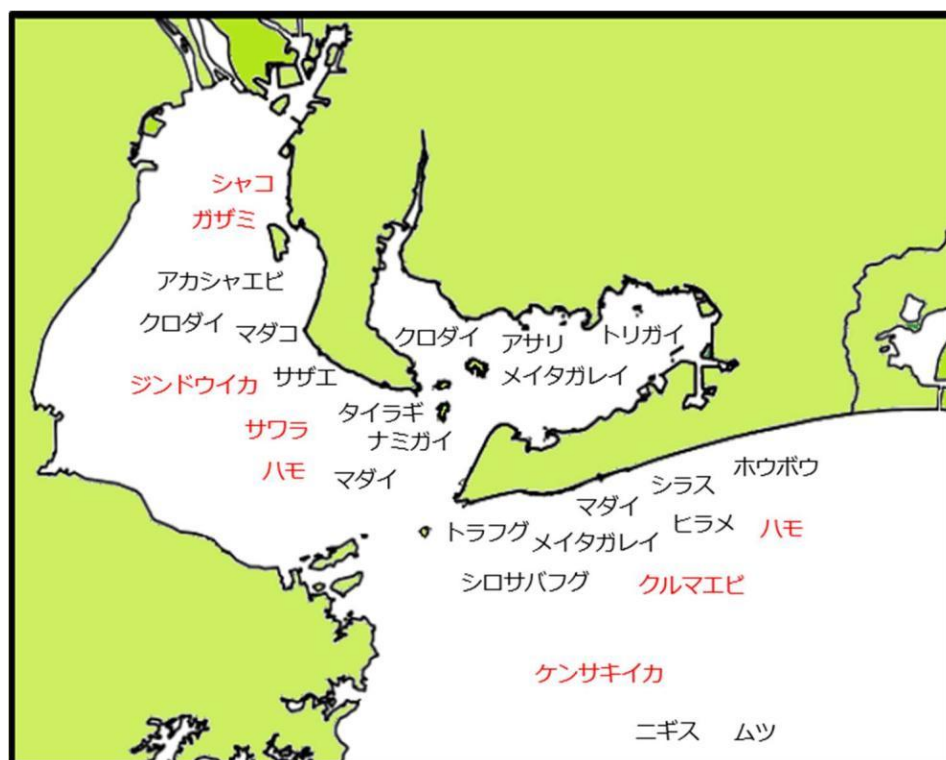 シャコ
ガザミ
アカシャエビ
クロダイ
マダコ
ジンドウイカ
サザエ
タイラギ
サワラ
ナミガイ
ハモ
マダイ
クロダイ
アサリ
トリガイ
メイタガレイ
ホウボウ
シラス
マダイ
ヒラメ
ハモ
トラフグ
メイタガレイ
シロサバフグ
クルマエビ
ケンサキイカ
ニギス
ムツ